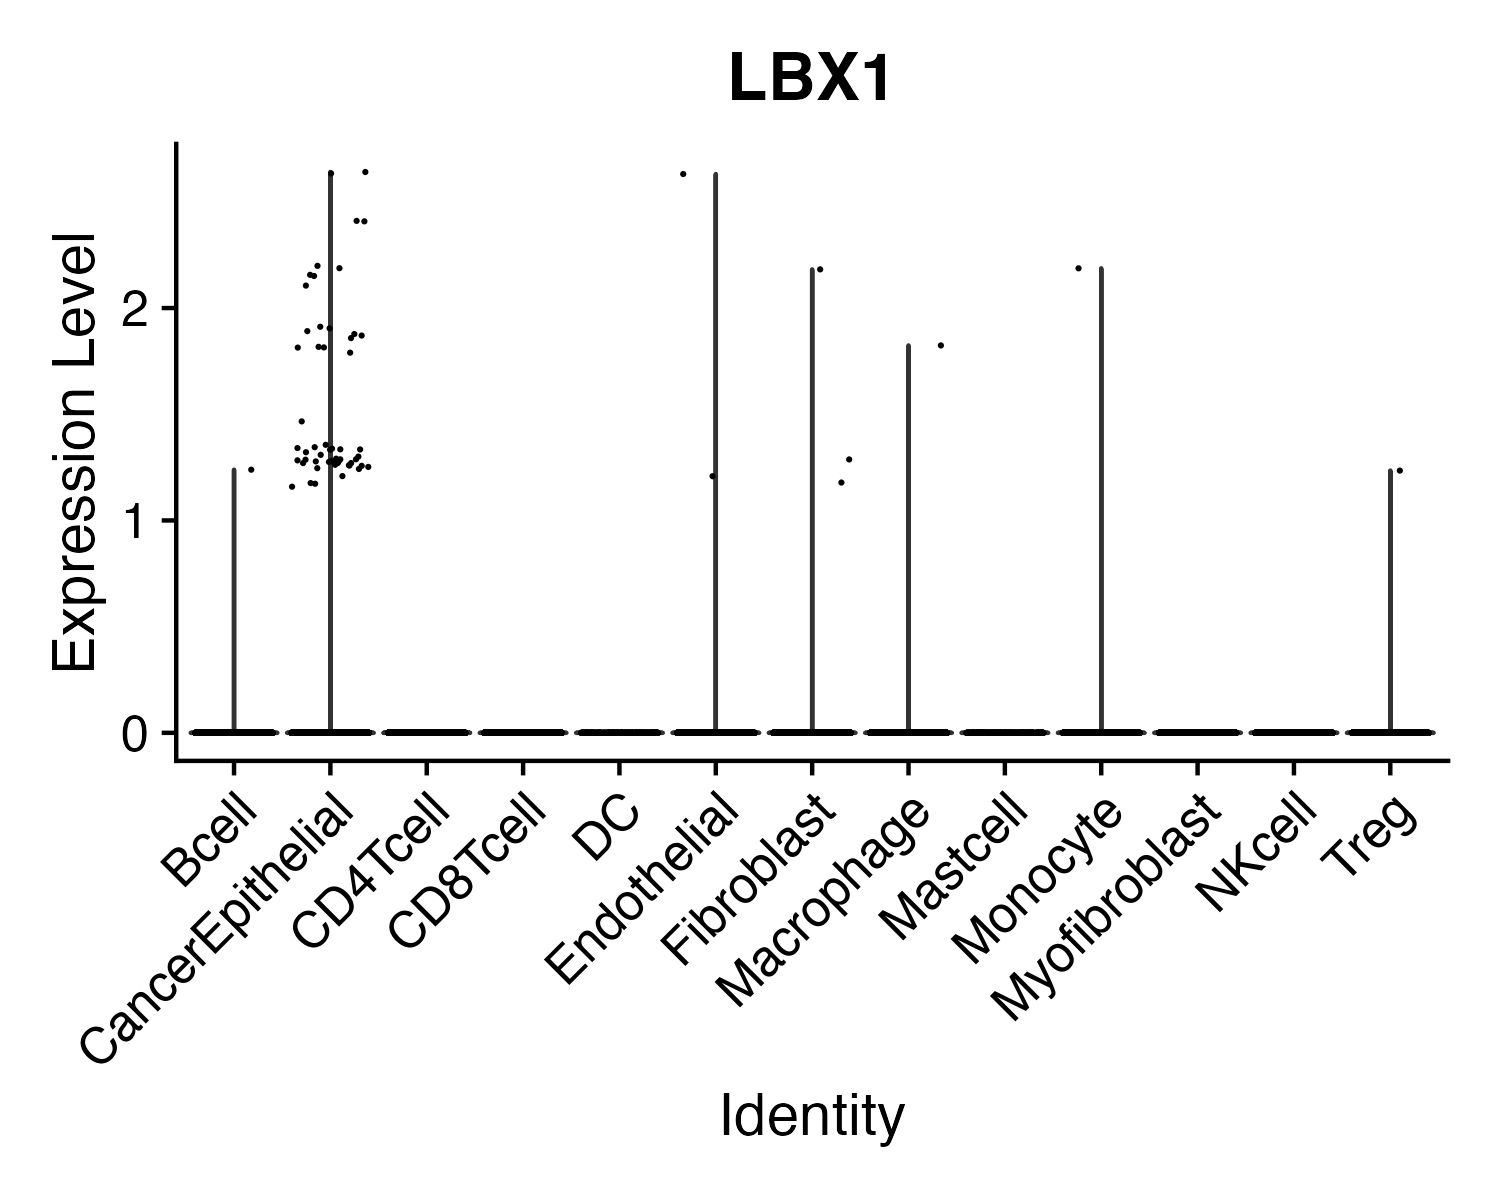 LBX1
Expression Level
2
1
0
Bcell
CancerEpithelial
CD4Tcell
CD8Tcell
DC
Endothelial
Fibroblast
Macrophage
Mastcell
Monocyte
Myofibroblast
NKcell
Treg
Identity